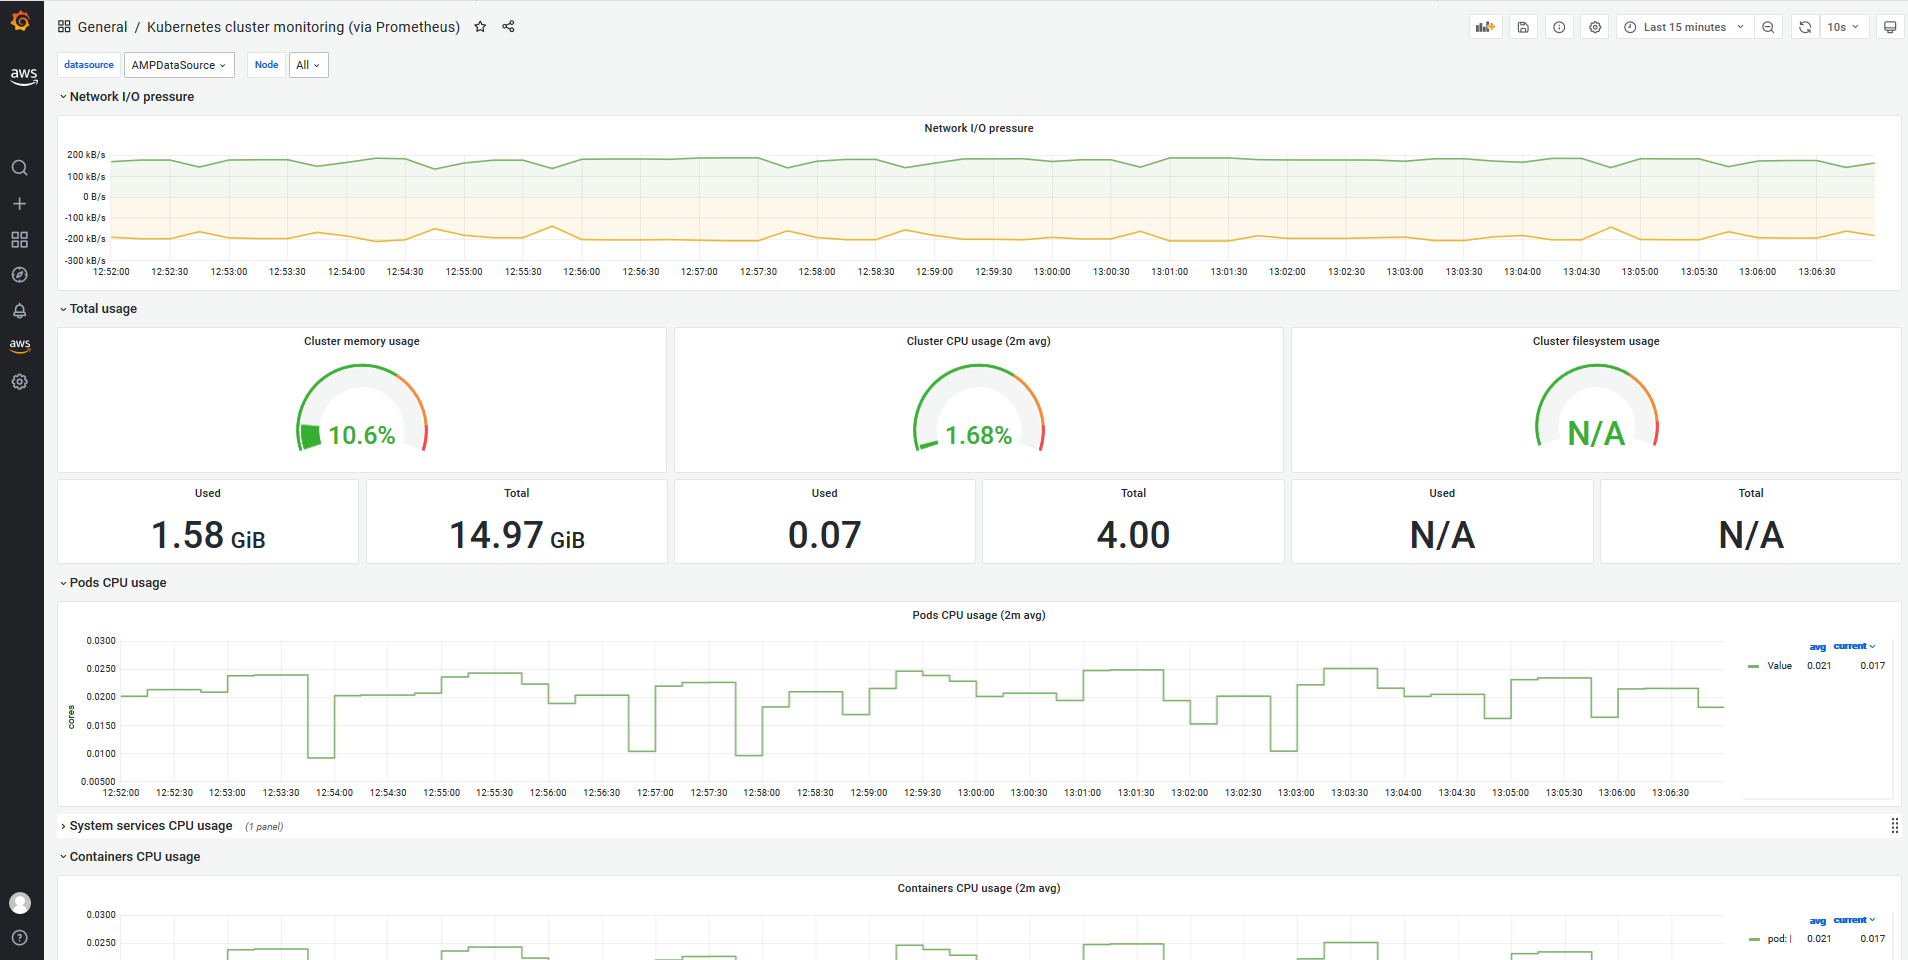 General / Kubernetes cluster monitoring (via Prometheus)
Last 15 minutes
10s
aws
datasource AMPDataSource Node All
Network I/O pressure
Network I/O pressure
200 kB/s
100 kB/s
0 B/s
-100 kB/s
-200 kB/s
-300 kB/s
12:52:00 12:52:30 12:53:00 12:53:30 12:54:00 12:54:30 12:55:00 12:55:30 12:56:00 12:56:30 12:57:00 12:57:30 12:58:00 12:58:30 12:59:00 12:59:30 13:00:00 13:00:30 13:01:00 13:01:30 13:02:00 13:02:30 13:03:00 13:03:30 13:04:00 13:04:30 13:05:00 13:05:30 13:06:00 13:06:30
Total usage
aws
Cluster memory usage
10.6%
Cluster CPU usage (2m avg)
1.68%
Cluster filesystem usage
N/A
Used
1.58 GiB
Total
14.97 GiB
Used
0.07
Total
4.00
Used
N/A
Total
N/A
Pods CPU usage
Pods CPU usage (2m avg)
0.0300
0.0250
0.0200
0.0150
0.0100
0.00500
cores
12:52:00 12:52:30 12:53:00 12:53:30 12:54:00 12:54:30 12:55:00 12:55:30 12:56:00 12:56:30 12:57:00 12:57:30 12:58:00 12:58:30 12:59:00 12:59:30 13:00:00 13:00:30 13:01:00 13:01:30 13:02:00 13:02:30 13:03:00 13:03:30 13:04:00 13:04:30 13:05:00 13:05:30 13:06:00 13:06:30
avg current
Value 0.021 0.017
System services CPU usage (1 panel)
Containers CPU usage
Containers CPU usage (2m avg)
0.0300
0.0250
avg current
pod: | 0.021 0.017